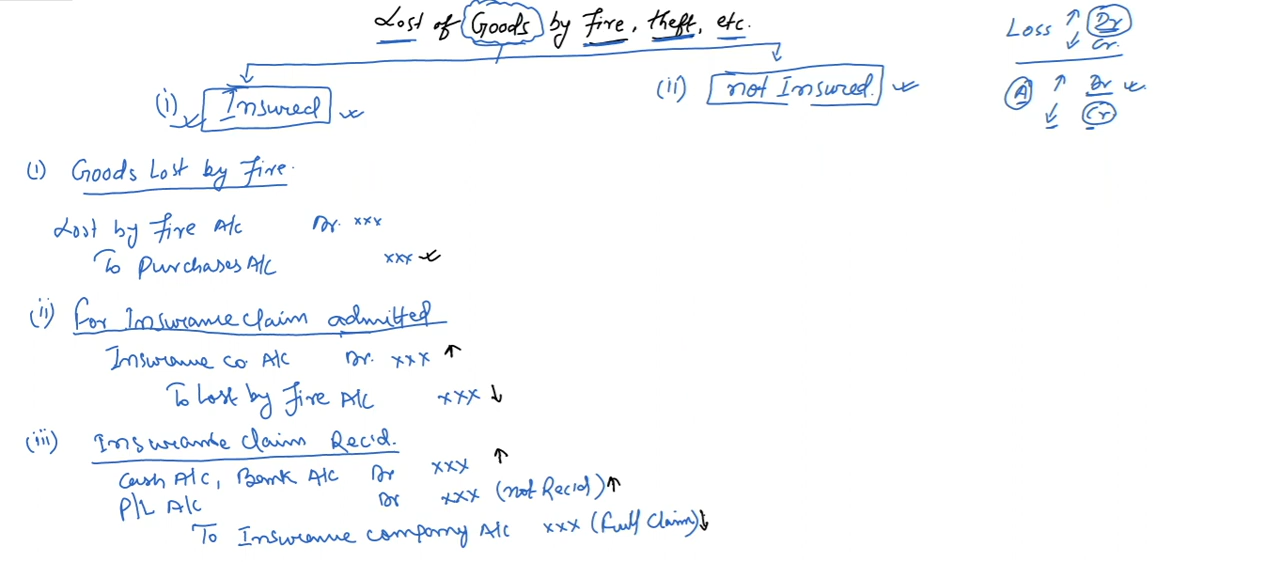 Lost of Goods by Fire, theft, etc.
Loss ↑ Dr
↓ Cr.
(A) ↑ Dr
↓ Cr
(i) Insured
(ii) not Insured.
(1) Goods Lost by Fire.
Lost by Fire A/c Dr. xxx
To Purchases A/c xxx
(ii) For Insurance claim admitted
Insurance co A/c Dr. xxx ↑
To Lost by Fire A/c xxx ↓
(iii) Insurance claim Recd.
Cash A/c, Bank A/c Dr xxx ↑
P/L A/c Dr xxx (not Recid) ↑
To Insurance company A/c xxx (Full Claim) ↓